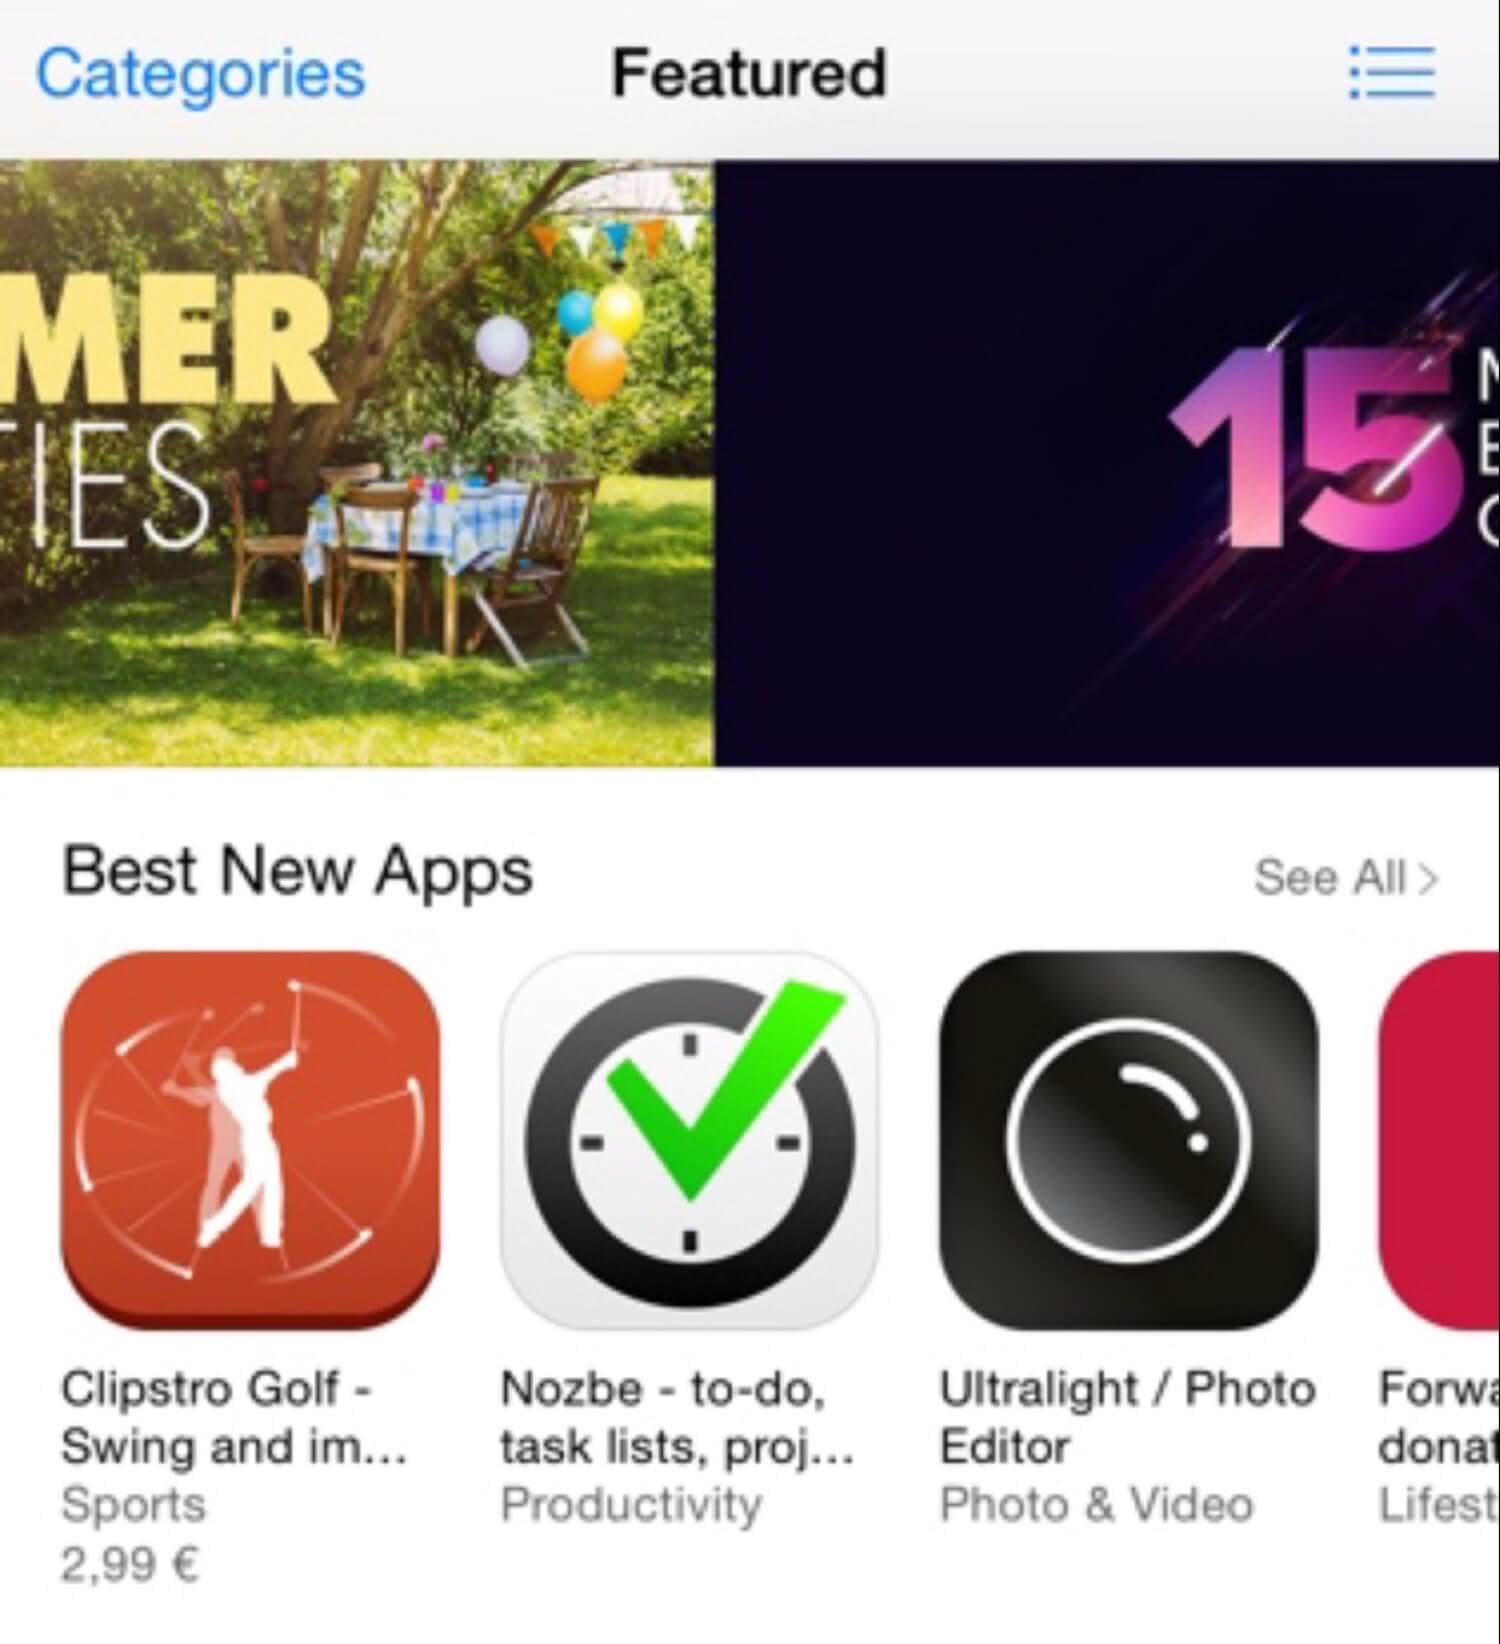 Categories
Featured
MER
TIES
15
Best New Apps
See All >
Clipstro Golf -
Swing and im...
Sports
2,99 €
Nozbe - to-do,
task lists, proj...
Productivity
Ultralight / Photo
Editor
Photo & Video
Forwa
donat
Lifest